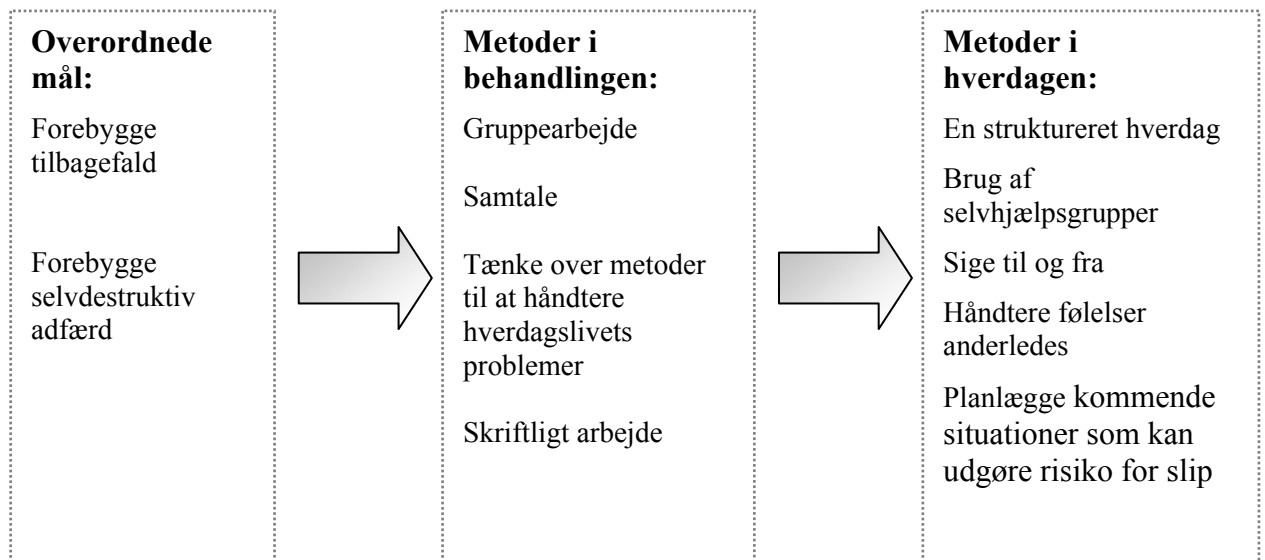 Overordnede
mål:
Forebygge
tilbagefald
Forebygge
selvdestruktiv
adfærd
Metoder i
behandlingen:
Gruppearbejde
Samtale
Tænke over metoder
til at håndtere
hverdagslivets
problemer
Skriftligt arbejde
Metoder i
hverdagen:
En struktureret hverdag
Brug af
selvhjælpsgrupper
Sige til og fra
Håndtere følelser
anderledes
Planlægge kommende
situationer som kan
udgøre risiko for slip